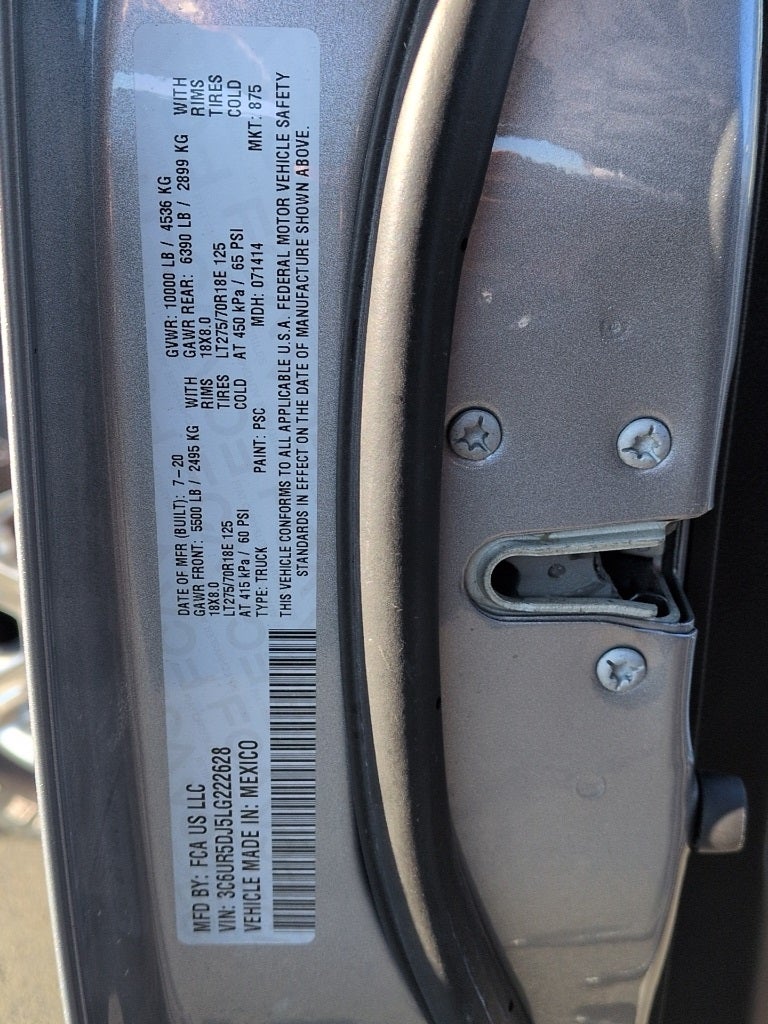 MFD BY: FCA US LLC
VIN: 3C6UR5DJ5LG222628
VEHICLE MADE IN: MEXICO
DATE OF MFR (BUILT): 7-20 GVWR: 10000 LB / 4536 KG
GAWR FRONT: 5500 LB / 2495 KG WITH GAWR REAR: 6390 LB / 2899 KG WITH
18X8.0 RIMS 18X8.0 RIMS
LT275/70R18E 125 TIRES LT275/70R18E 125 TIRES
AT 415 kPa / 60 PSI COLD AT 450 kPa / 65 PSI COLD
TYPE: TRUCK PAINT: PSC MDH: 071414 MKT: 875
THIS VEHICLE CONFORMS TO ALL APPLICABLE U.S.A. FEDERAL MOTOR VEHICLE SAFETY
STANDARDS IN EFFECT ON THE DATE OF MANUFACTURE SHOWN ABOVE.